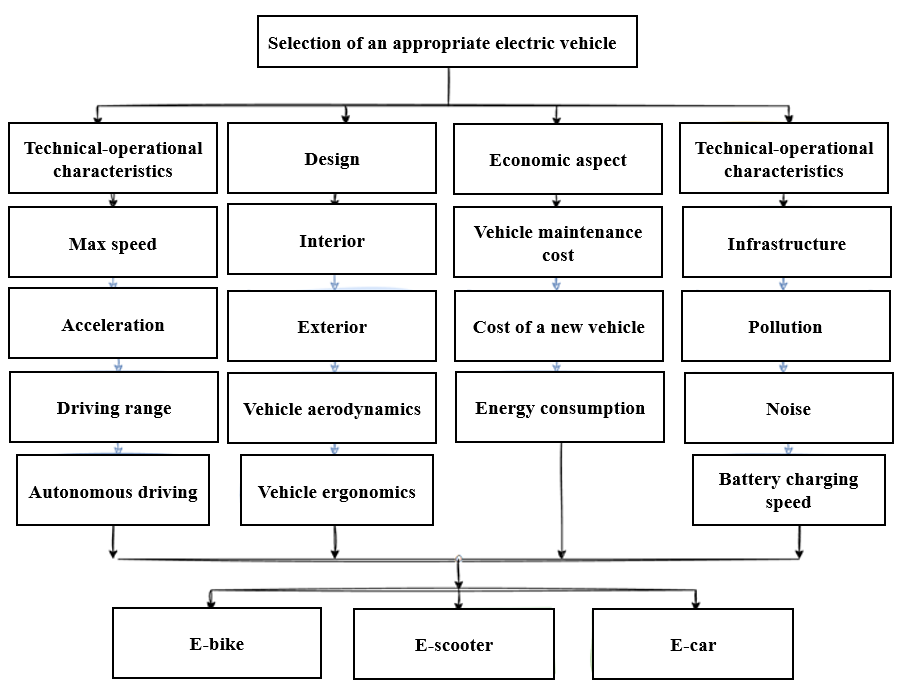 Selection of an appropriate electric vehicle
Technical-operational
characteristics
Design
Economic aspect
Technical-operational
characteristics
Max speed
Interior
Vehicle maintenance
cost
Infrastructure
Acceleration
Exterior
Cost of a new vehicle
Pollution
Driving range
Vehicle aerodynamics
Energy consumption
Noise
Autonomous driving
Vehicle ergonomics
Battery charging
speed
E-bike
E-scooter
E-car